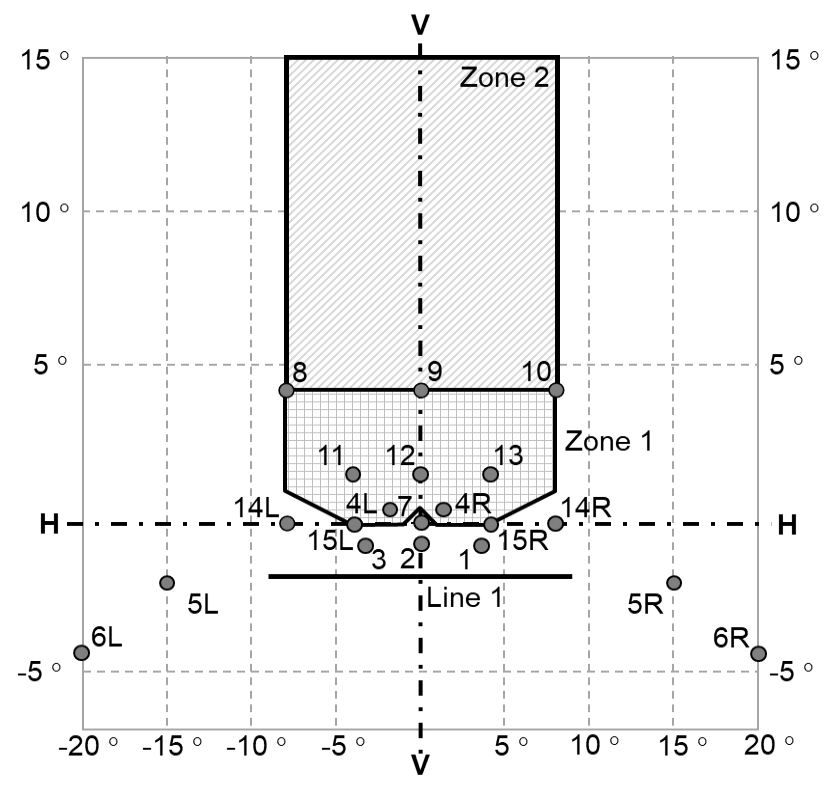 V
15 ° 15 °
Zone 2
10 ° 10 °
5 ° 5 °
8 9 10
Zone 1
11 12 13
14L 4L 7 4R 14R
H H
15L 3 2 1 15R
Line 1
5L 5R
6L 6R
-5 ° -5 °
-20 ° -15 ° -10 ° -5 ° 5 ° 10 ° 15 ° 20 °
V